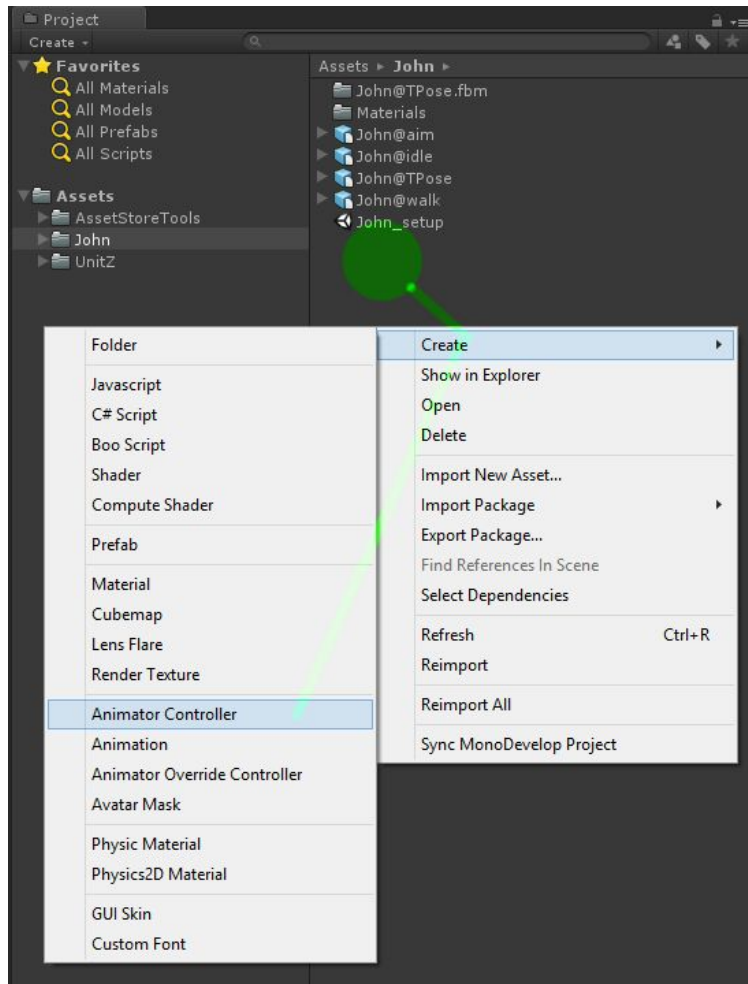 Project
Create
Favorites
All Materials
All Models
All Prefabs
All Scripts
Assets
AssetStoreTools
John
UnitZ
Assets ▸ John ▸
John@TPose.fbm
Materials
John@aim
John@idle
John@TPose
John@walk
John_setup
Create
Show in Explorer
Open
Delete
Import New Asset...
Import Package
Export Package...
Find References In Scene
Select Dependencies
Refresh Ctrl+R
Reimport
Reimport All
Sync MonoDevelop Project
Folder
Javascript
C# Script
Boo Script
Shader
Compute Shader
Prefab
Material
Cubemap
Lens Flare
Render Texture
Animator Controller
Animation
Animator Override Controller
Avatar Mask
Physic Material
Physics2D Material
GUI Skin
Custom Font